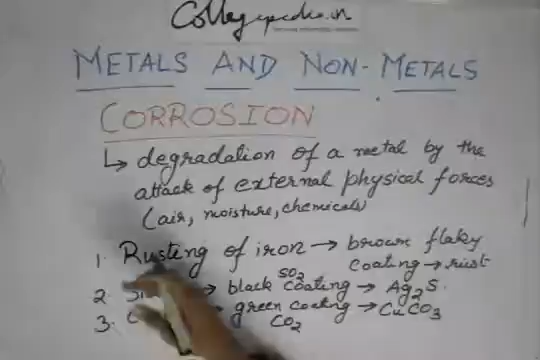 Collegepedia.in
METALS AND NON-METALS
CORROSION
↳ degradation of a metal by the
attack of external physical forces
(air, moisture, chemicals)
1. Rusting of iron → brown flaky
coating → rust
2. → black coating → Ag2S.
SO2
3. → green coating → CuCO3
CO2